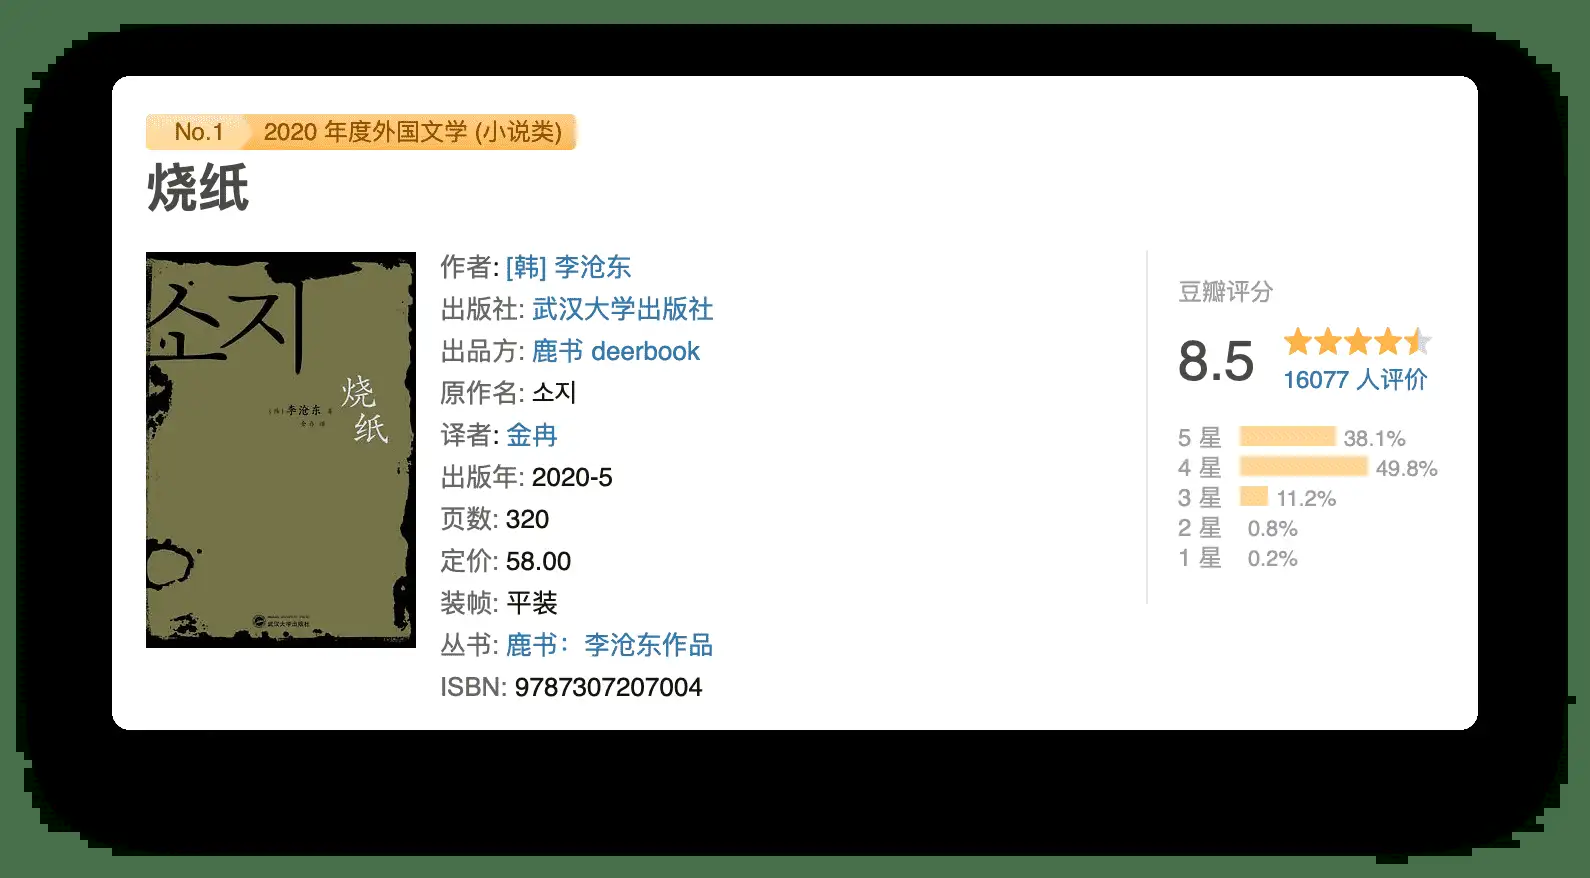 No.1 2020 年度外国文学 (小说类)
烧纸
소지
烧
纸
[韩] 李沧东 著
金冉 译
武汉大学出版社
作者: [韩] 李沧东
出版社: 武汉大学出版社
出品方: 鹿书 deerbook
原作名: 소지
译者: 金冉
出版年: 2020-5
页数: 320
定价: 58.00
装帧: 平装
丛书: 鹿书：李沧东作品
ISBN: 9787307207004
豆瓣评分
8.5
16077 人评价
5 星 38.1%
4 星 49.8%
3 星 11.2%
2 星 0.8%
1 星 0.2%